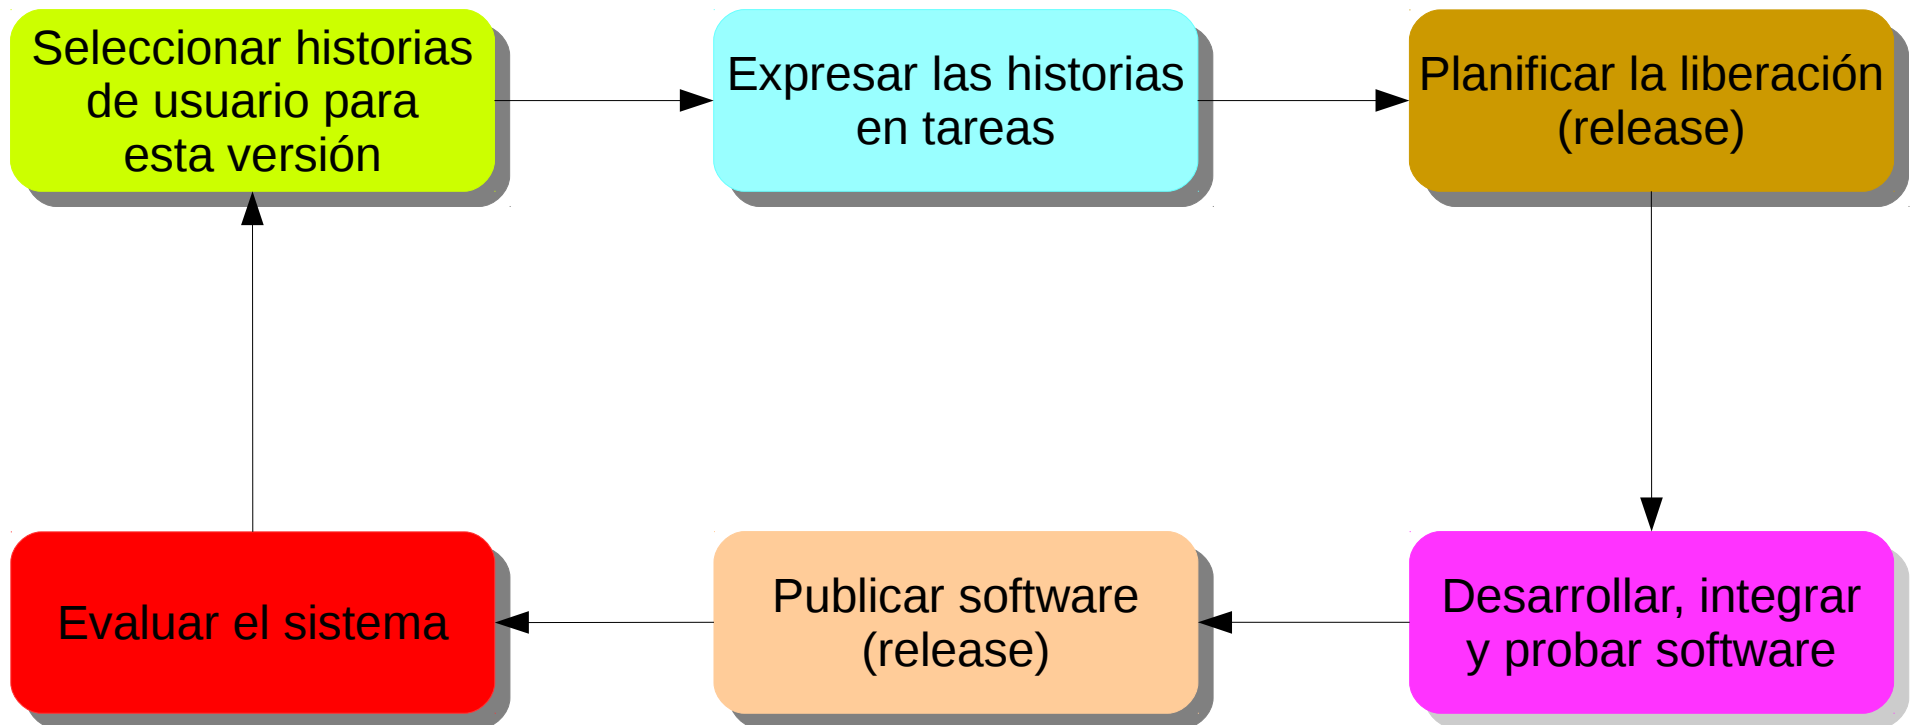 Seleccionar historias
de usuario para
esta versión
Expresar las historias
en tareas
Planificar la liberación
(release)
Desarrollar, integrar
y probar software
Publicar software
(release)
Evaluar el sistema